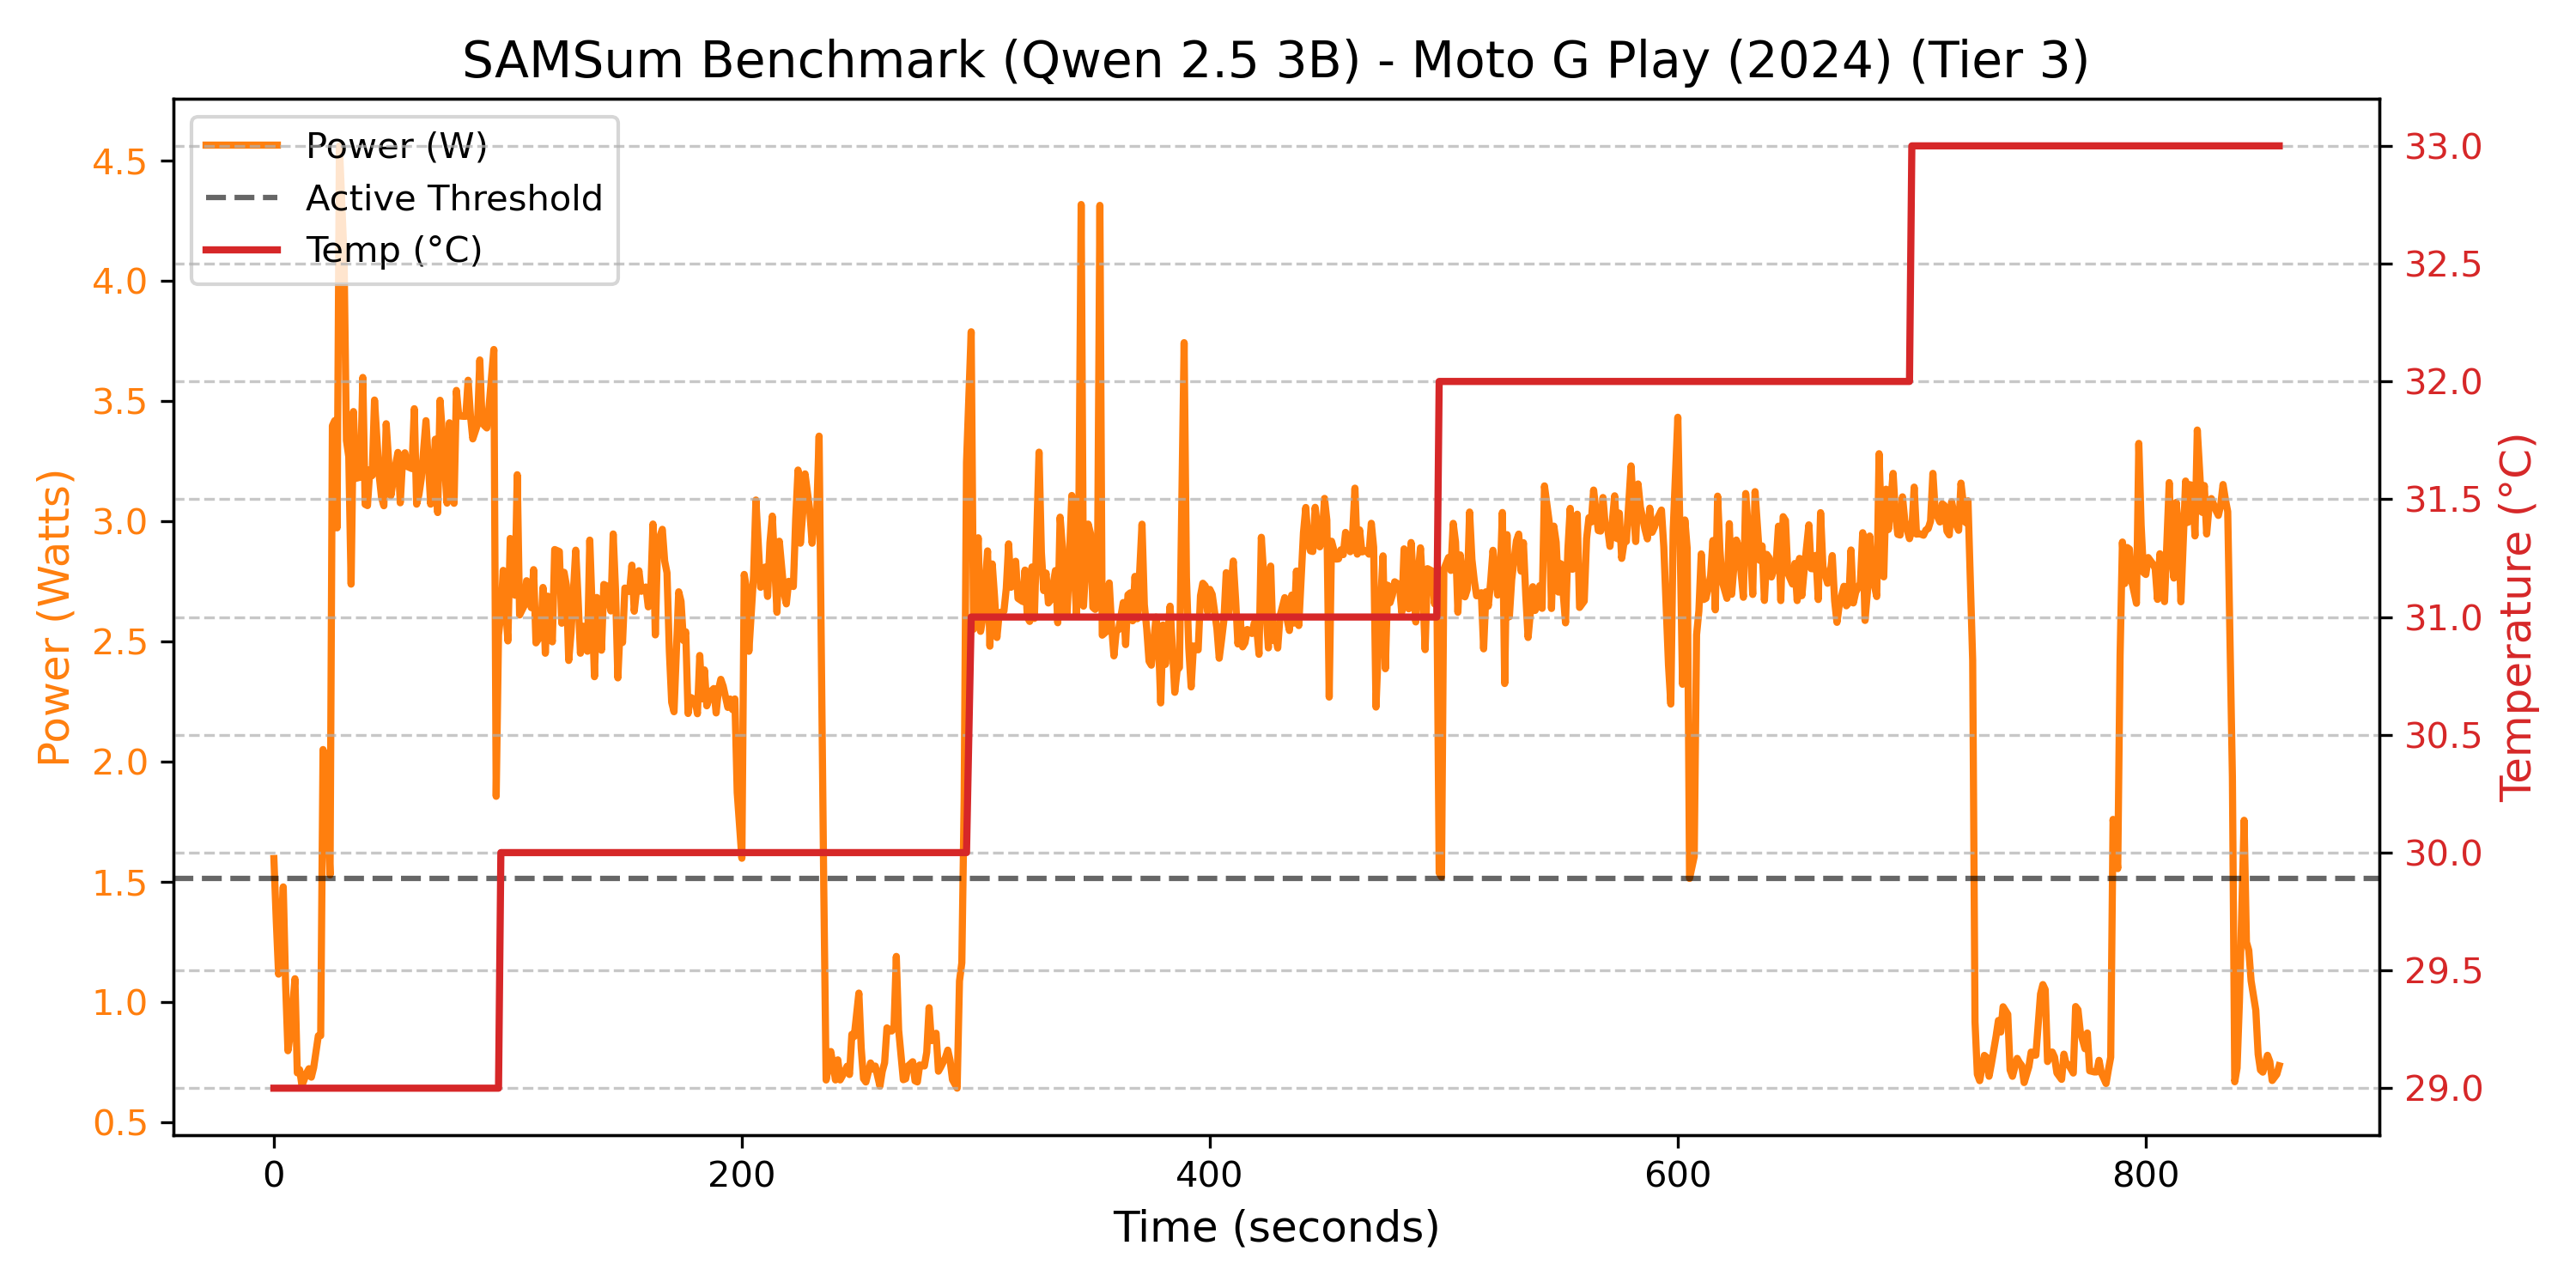 SAMSum Benchmark (Qwen 2.5 3B) - Moto G Play (2024) (Tier 3)
Power (W)
Active Threshold
Temp (°C)
Power (Watts)
4.5
4.0
3.5
3.0
2.5
2.0
1.5
1.0
0.5
33.0
32.5
32.0
31.5
31.0
30.5
30.0
29.5
29.0
Temperature (°C)
0 200 400 600 800
Time (seconds)